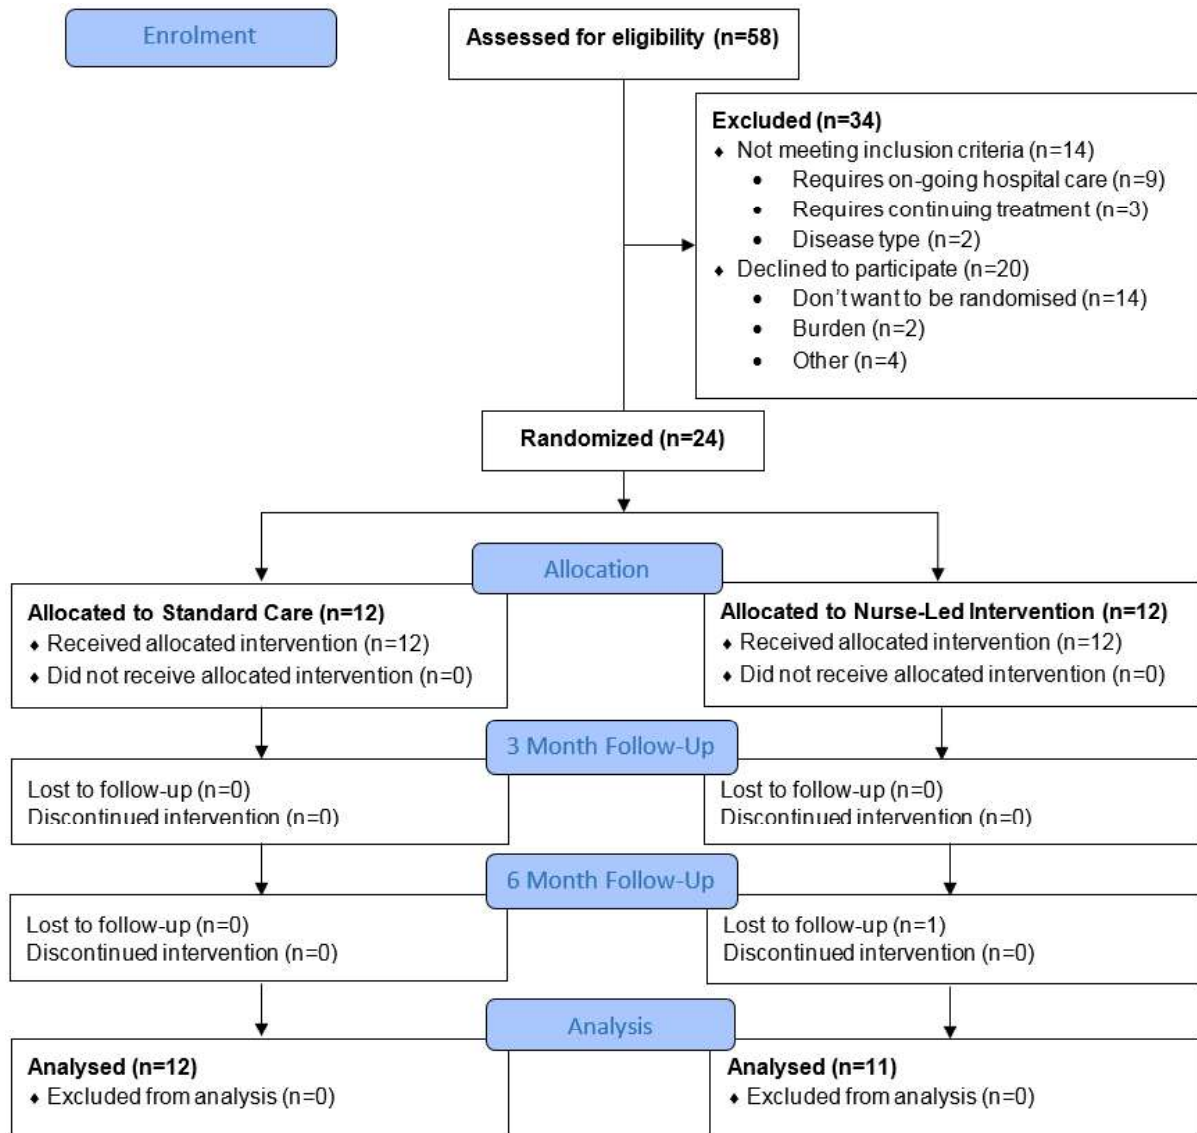 Enrolment
Assessed for eligibility (n=58)
Excluded (n=34)
⬧ Not meeting inclusion criteria (n=14)
• Requires on-going hospital care (n=9)
• Requires continuing treatment (n=3)
• Disease type (n=2)
⬧ Declined to participate (n=20)
• Don't want to be randomised (n=14)
• Burden (n=2)
• Other (n=4)
Randomized (n=24)
Allocation
Allocated to Standard Care (n=12)
⬧ Received allocated intervention (n=12)
⬧ Did not receive allocated intervention (n=0)
Allocated to Nurse-Led Intervention (n=12)
⬧ Received allocated intervention (n=12)
⬧ Did not receive allocated intervention (n=0)
3 Month Follow-Up
Lost to follow-up (n=0)
Discontinued intervention (n=0)
Lost to follow-up (n=0)
Discontinued intervention (n=0)
6 Month Follow-Up
Lost to follow-up (n=0)
Discontinued intervention (n=0)
Lost to follow-up (n=1)
Discontinued intervention (n=0)
Analysis
Analysed (n=12)
⬧ Excluded from analysis (n=0)
Analysed (n=11)
⬧ Excluded from analysis (n=0)